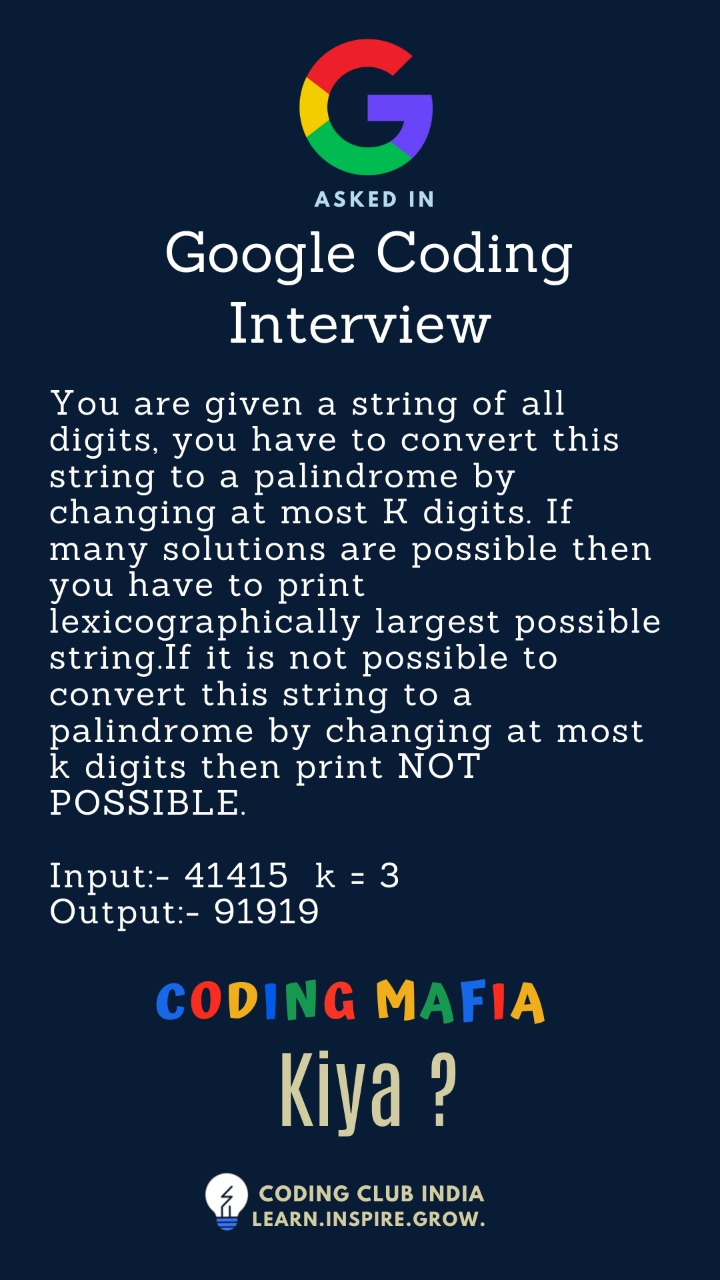 ASKED IN
Google Coding
Interview
You are given a string of all
digits, you have to convert this
string to a palindrome by
changing at most K digits. If
many solutions are possible then
you have to print
lexicographically largest possible
string.If it is not possible to
convert this string to a
palindrome by changing at most
k digits then print NOT
POSSIBLE.
Input:- 41415  k = 3
Output:- 91919
CODING MAFIA
Kiya ?
CODING CLUB INDIA
LEARN.INSPIRE.GROW.